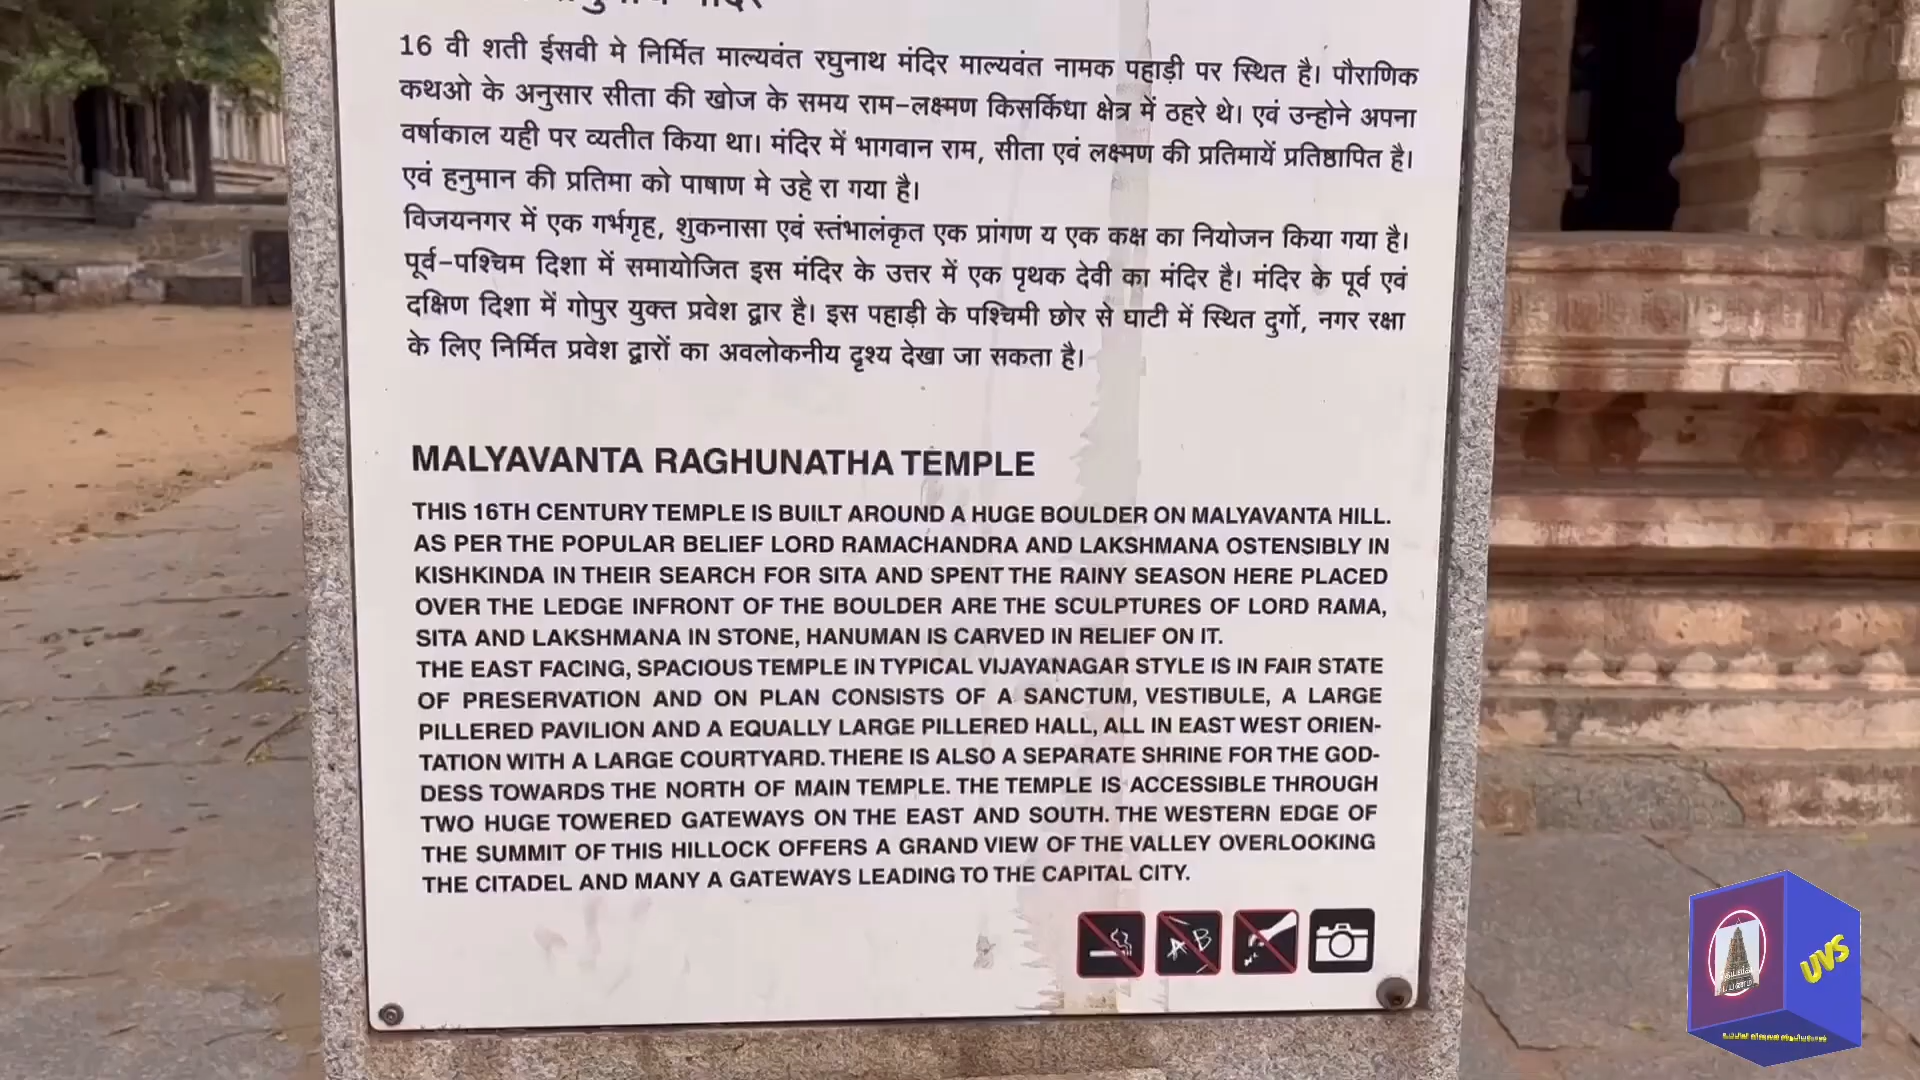 16 वी शती ईसवी मे निर्मित माल्यवंत रघुनाथ मंदिर माल्यवंत नामक पहाड़ी पर स्थित है। पौराणिक
कथओ के अनुसार सीता की खोज के समय राम-लक्ष्मण किसर्किधा क्षेत्र में ठहरे थे। एवं उन्होने अपना
वर्षाकाल यही पर व्यतीत किया था। मंदिर में भागवान राम, सीता एवं लक्ष्मण की प्रतिमायें प्रतिष्ठापित है।
एवं हनुमान की प्रतिमा को पाषाण मे उहे रा गया है।
विजयनगर में एक गर्भगृह, शुकनासा एवं स्तंभालंकृत एक प्रांगण य एक कक्ष का नियोजन किया गया है।
पूर्व-पश्चिम दिशा में समायोजित इस मंदिर के उत्तर में एक पृथक देवी का मंदिर है। मंदिर के पूर्व एवं
दक्षिण दिशा में गोपुर युक्त प्रवेश द्वार है। इस पहाड़ी के पश्चिमी छोर से घाटी में स्थित दुर्गो, नगर रक्षा
के लिए निर्मित प्रवेश द्वारों का अवलोकनीय दृश्य देखा जा सकता है।
MALYAVANTA RAGHUNATHA TEMPLE
THIS 16TH CENTURY TEMPLE IS BUILT AROUND A HUGE BOULDER ON MALYAVANTA HILL.
AS PER THE POPULAR BELIEF LORD RAMACHANDRA AND LAKSHMANA OSTENSIBLY IN
KISHKINDA IN THEIR SEARCH FOR SITA AND SPENT THE RAINY SEASON HERE PLACED
OVER THE LEDGE INFRONT OF THE BOULDER ARE THE SCULPTURES OF LORD RAMA,
SITA AND LAKSHMANA IN STONE, HANUMAN IS CARVED IN RELIEF ON IT.
THE EAST FACING, SPACIOUS TEMPLE IN TYPICAL VIJAYANAGAR STYLE IS IN FAIR STATE
OF PRESERVATION AND ON PLAN CONSISTS OF A SANCTUM, VESTIBULE, A LARGE
PILLERED PAVILION AND A EQUALLY LARGE PILLERED HALL, ALL IN EAST WEST ORIEN-
TATION WITH A LARGE COURTYARD. THERE IS ALSO A SEPARATE SHRINE FOR THE GOD-
DESS TOWARDS THE NORTH OF MAIN TEMPLE. THE TEMPLE IS ACCESSIBLE THROUGH
TWO HUGE TOWERED GATEWAYS ON THE EAST AND SOUTH. THE WESTERN EDGE OF
THE SUMMIT OF THIS HILLOCK OFFERS A GRAND VIEW OF THE VALLEY OVERLOOKING
THE CITADEL AND MANY A GATEWAYS LEADING TO THE CAPITAL CITY.
A B
UVS